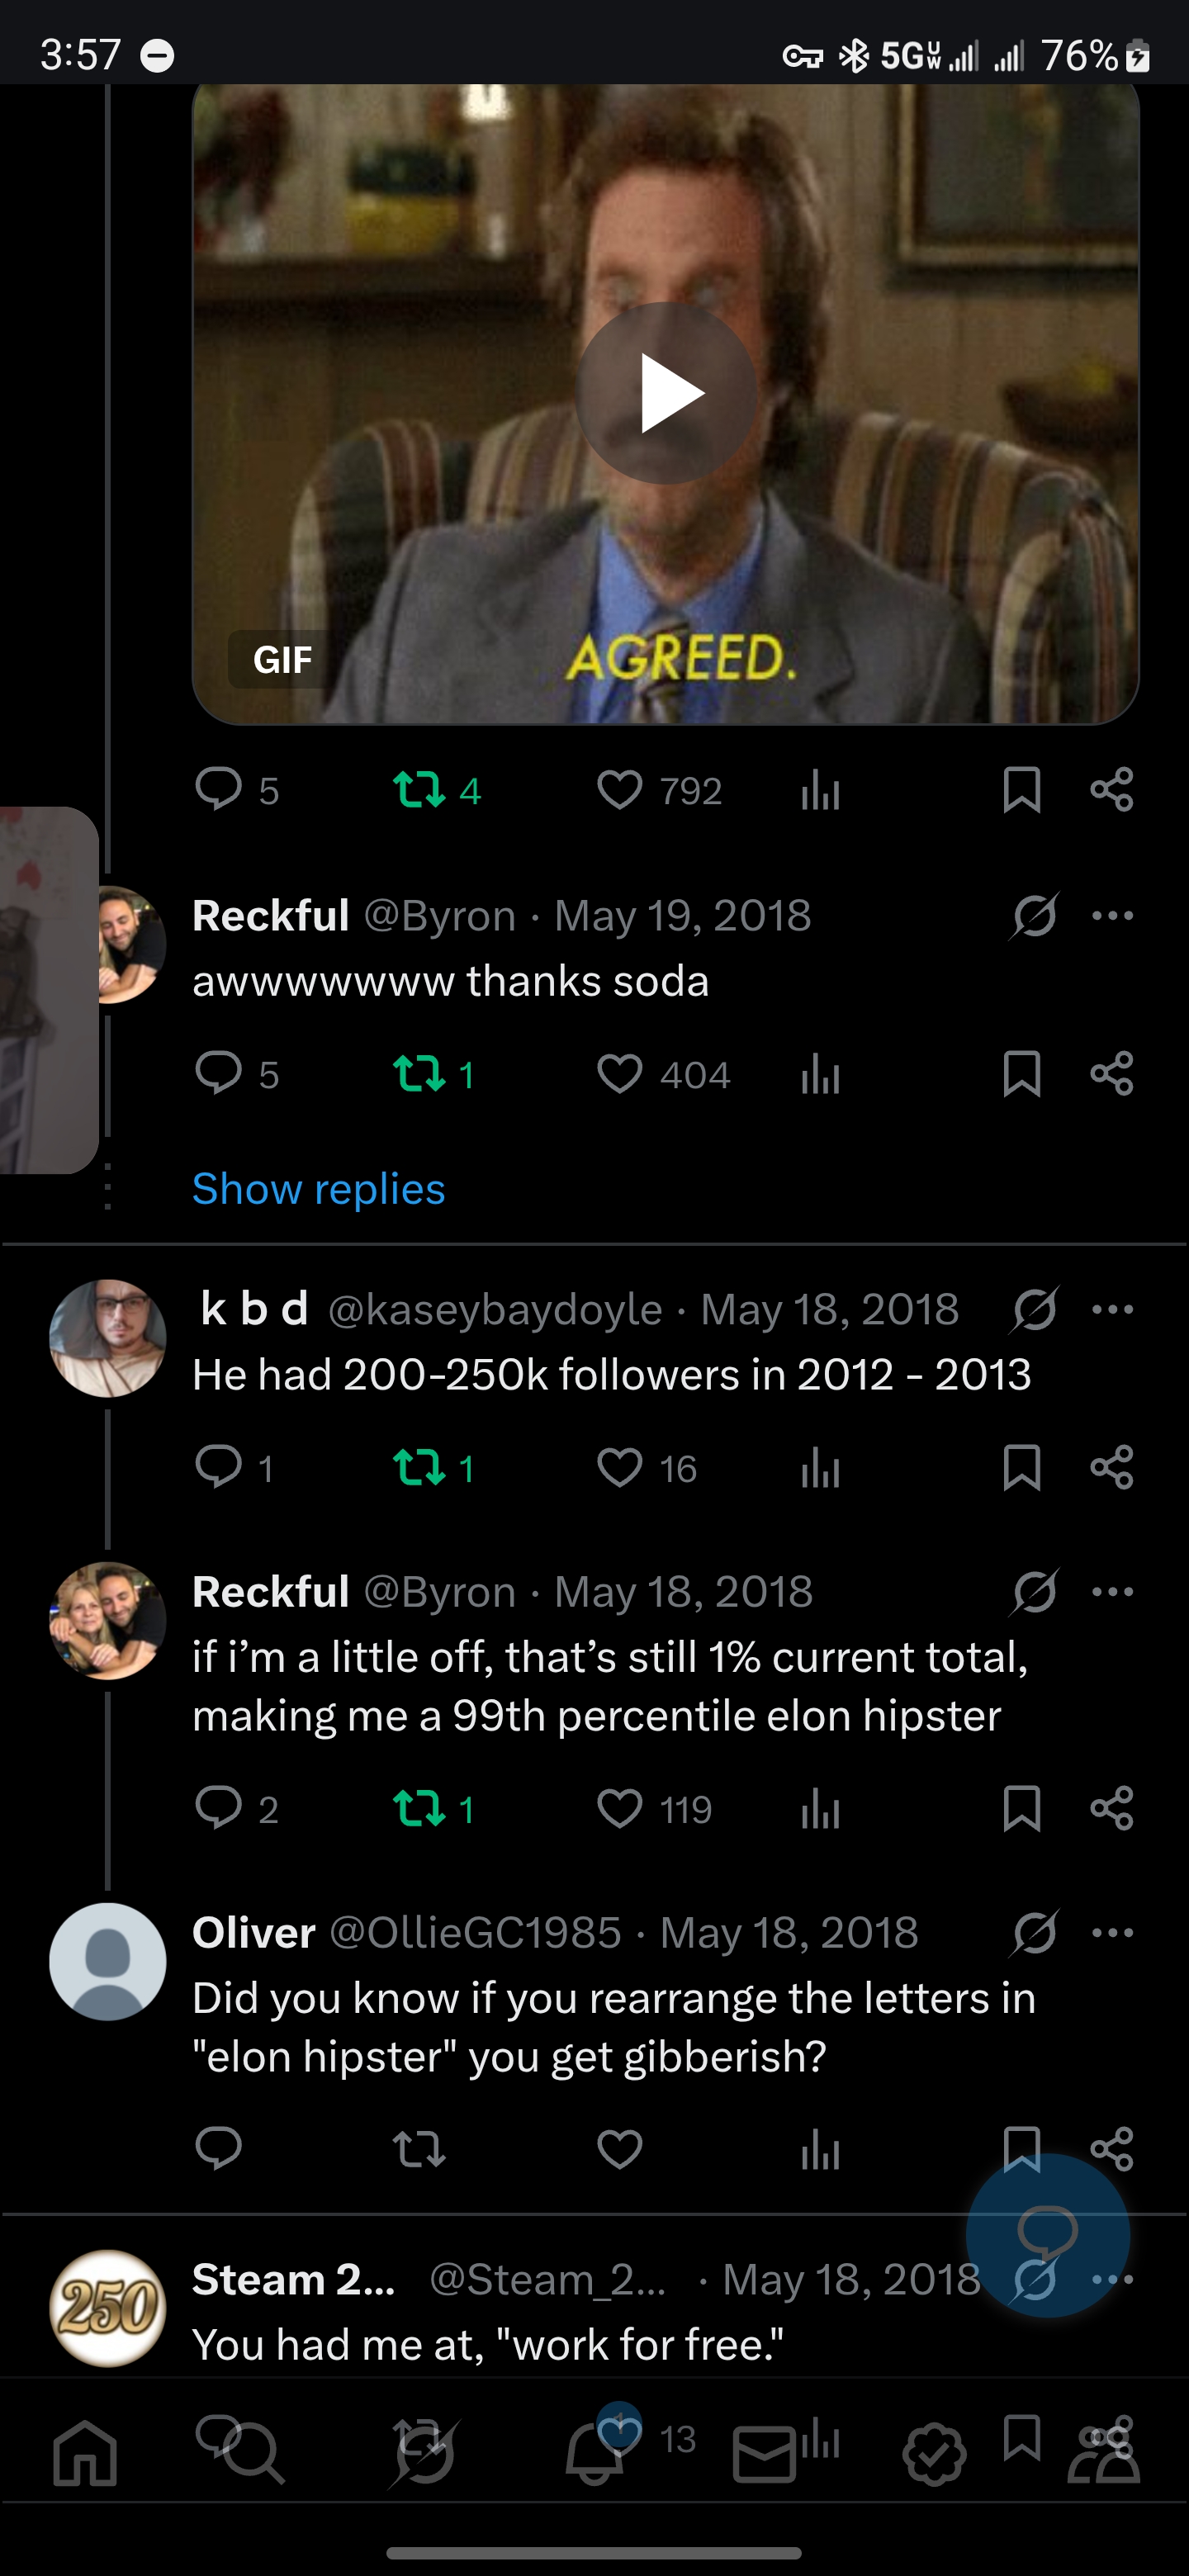 3:57
5G UW 76%
AGREED.
GIF
5 4 792
Reckful @Byron · May 19, 2018
awwwwwww thanks soda
5 1 404
Show replies
k b d @kaseybaydoyle · May 18, 2018
He had 200-250k followers in 2012 - 2013
1 1 16
Reckful @Byron · May 18, 2018
if i’m a little off, that’s still 1% current total,
making me a 99th percentile elon hipster
2 1 119
Oliver @OllieGC1985 · May 18, 2018
Did you know if you rearrange the letters in
"elon hipster" you get gibberish?
250
Steam 2... @Steam_2... · May 18, 2018
You had me at, "work for free."
1 13